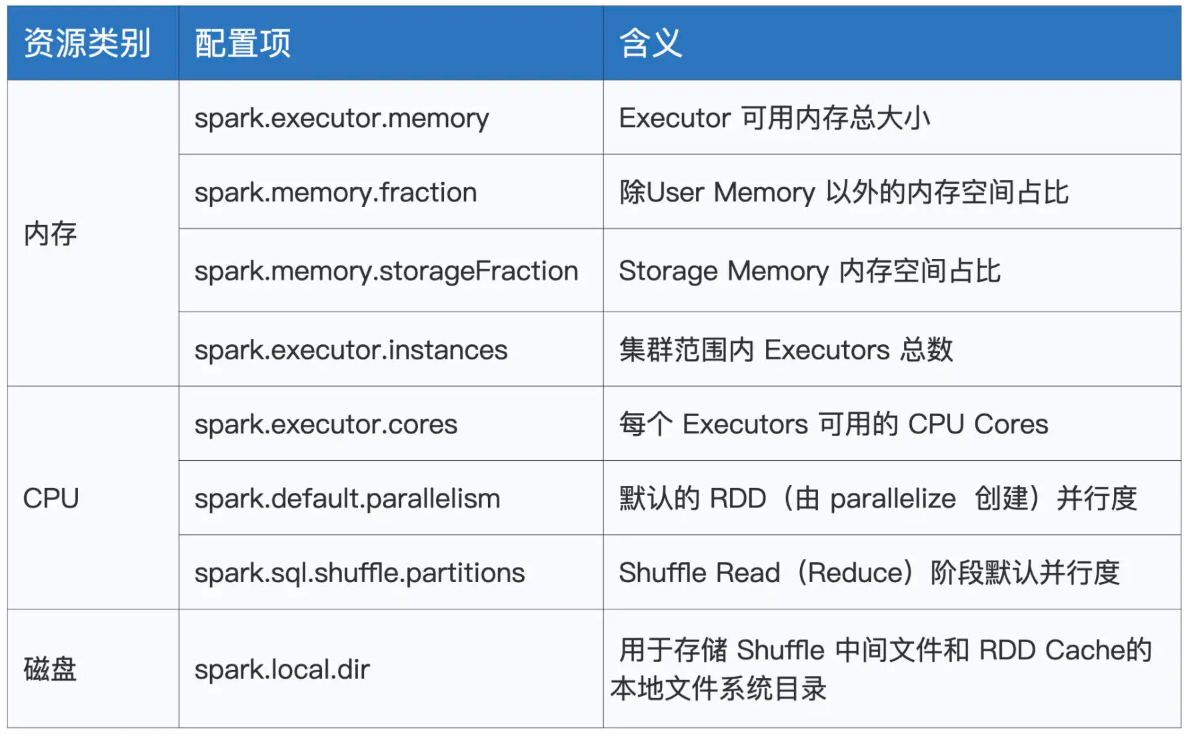 资源类别 配置项 含义
spark.executor.memory Executor 可用内存总大小
spark.memory.fraction 除User Memory 以外的内存空间占比
内存
spark.memory.storageFraction Storage Memory 内存空间占比
spark.executor.instances 集群范围内 Executors 总数
spark.executor.cores 每个 Executors 可用的 CPU Cores
CPU spark.default.parallelism 默认的 RDD（由 parallelize 创建）并行度
spark.sql.shuffle.partitions Shuffle Read（Reduce）阶段默认并行度
磁盘 spark.local.dir 用于存储 Shuffle 中间文件和 RDD Cache的
本地文件系统目录